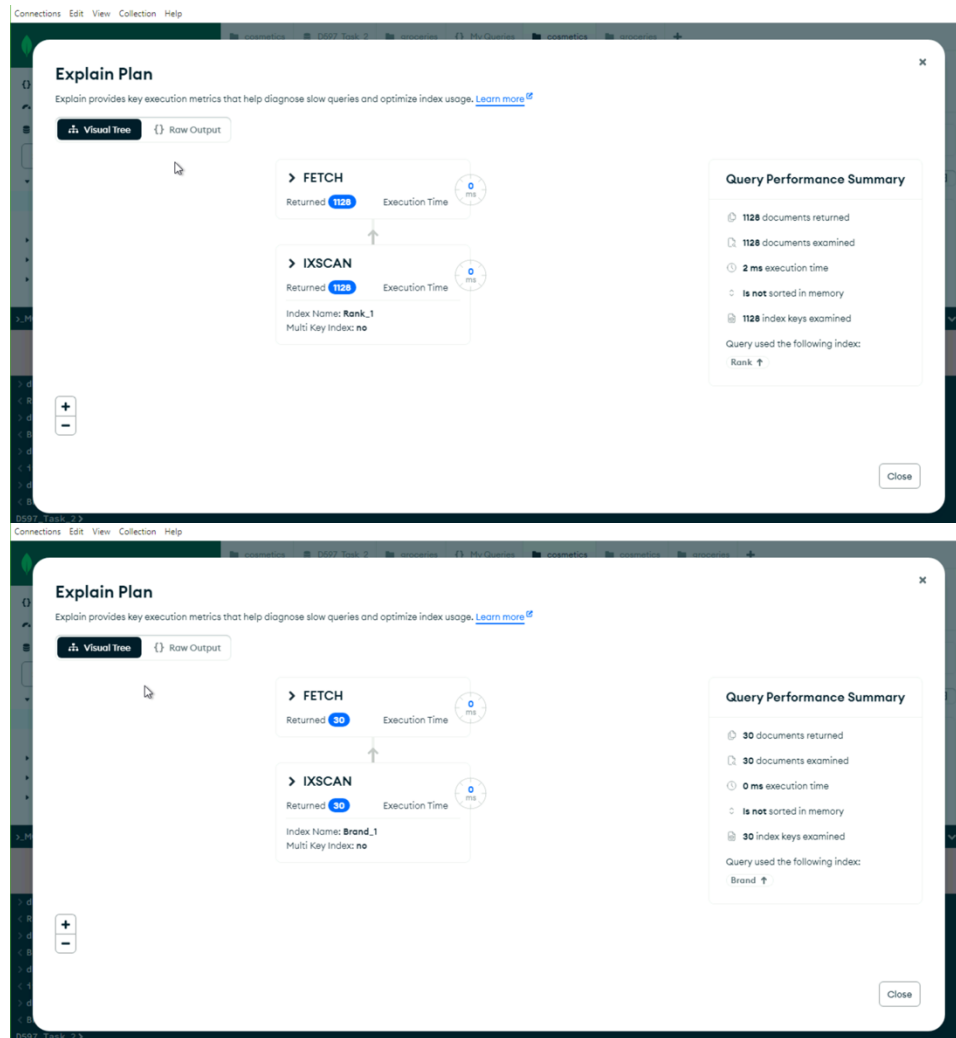 Connections Edit View Collection Help
cosmetics D597_Task_2 groceries {} My Queries cosmetics groceries +
Explain Plan
Explain provides key execution metrics that help diagnose slow queries and optimize index usage. Learn more
Visual Tree {} Raw Output
FETCH
Returned 1128 Execution Time 0 ms
IXSCAN
Returned 1128 Execution Time 0 ms
Index Name: Rank_1
Multi Key Index: no
Query Performance Summary
1128 documents returned
1128 documents examined
2 ms execution time
Is not sorted in memory
1128 index keys examined
Query used the following index:
Rank ↑
+
−
Close
D597_Task_2>
Connections Edit View Collection Help
cosmetics D597_Task_2 groceries {} My Queries cosmetics cosmetics groceries +
Explain Plan
Explain provides key execution metrics that help diagnose slow queries and optimize index usage. Learn more
Visual Tree {} Raw Output
FETCH
Returned 30 Execution Time 0 ms
IXSCAN
Returned 30 Execution Time 0 ms
Index Name: Brand_1
Multi Key Index: no
Query Performance Summary
30 documents returned
30 documents examined
0 ms execution time
Is not sorted in memory
30 index keys examined
Query used the following index:
Brand ↑
+
−
Close
D597_Task_2>